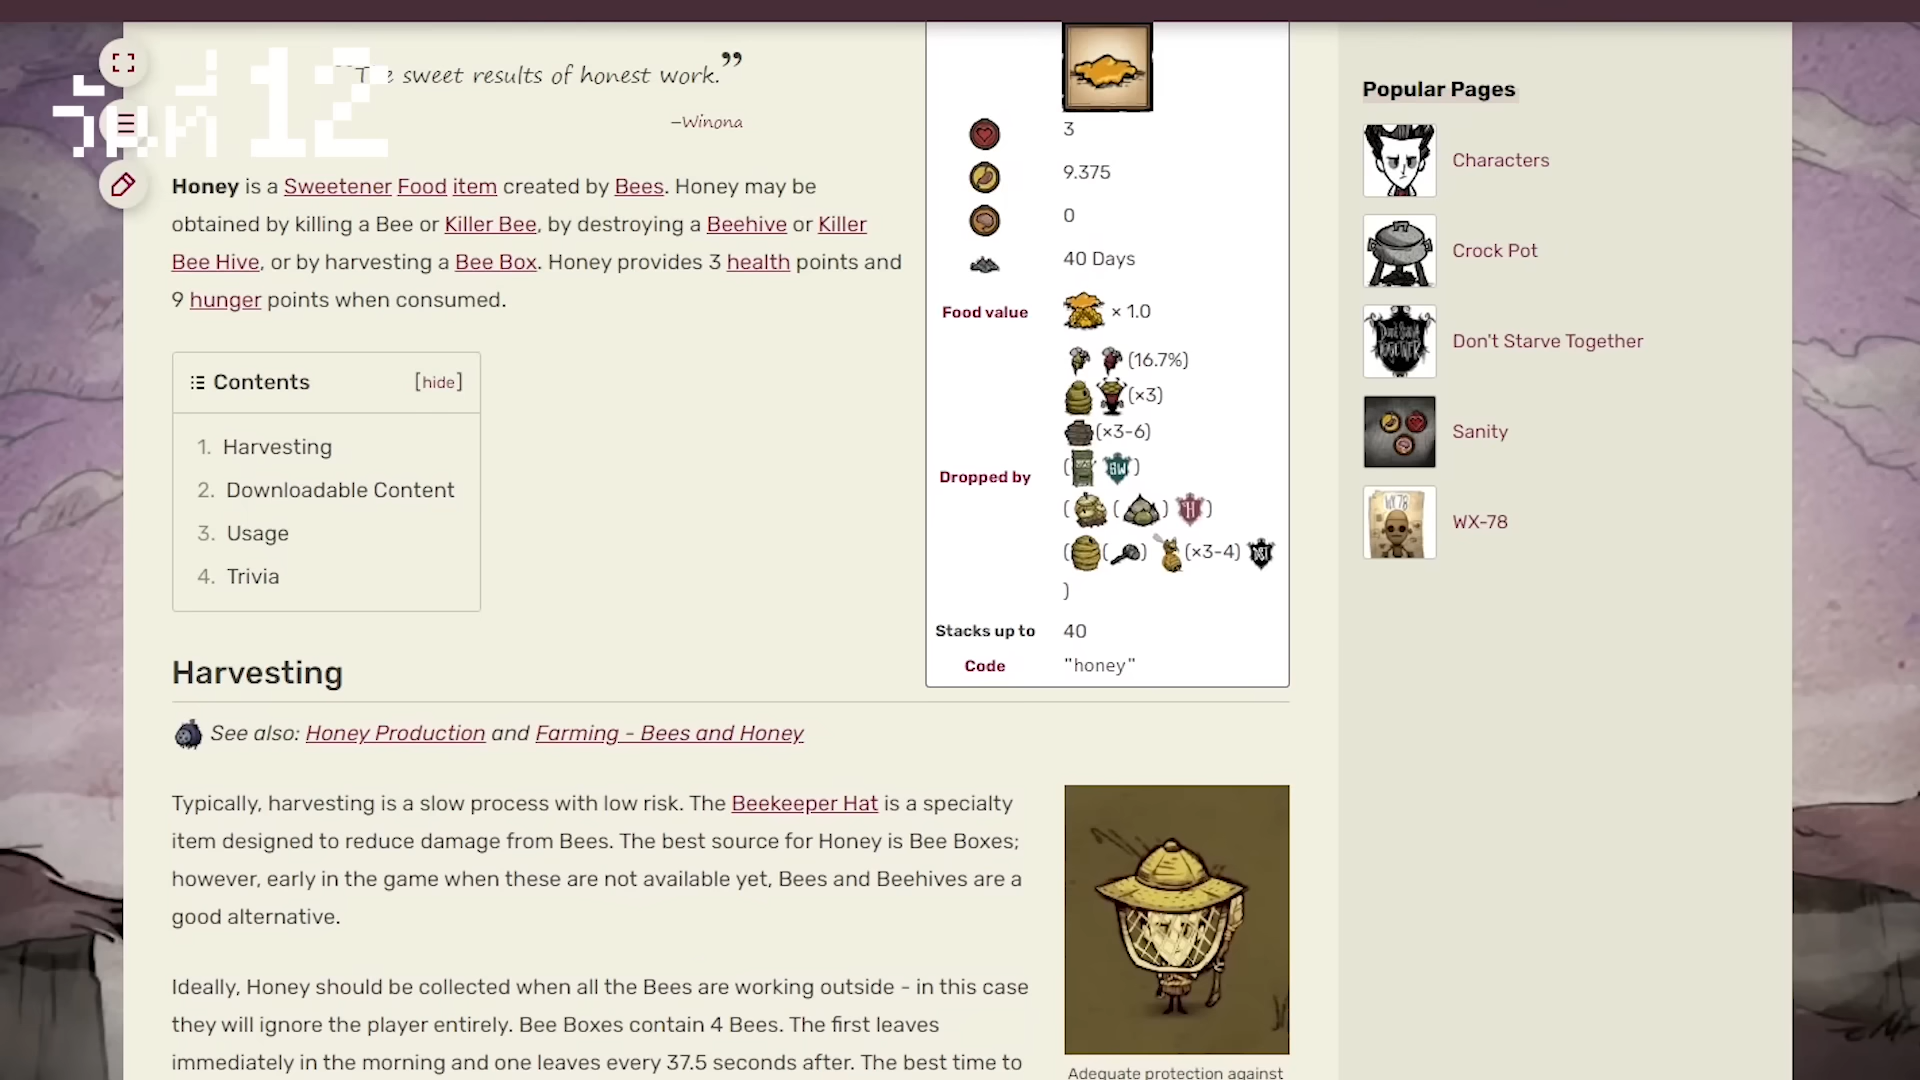 วันที่ 12
e sweet results of honest work.”
–Winona
Honey is a Sweetener Food item created by Bees. Honey may be
obtained by killing a Bee or Killer Bee, by destroying a Beehive or Killer
Bee Hive, or by harvesting a Bee Box. Honey provides 3 health points and
9 hunger points when consumed.
Contents [hide]
1. Harvesting
2. Downloadable Content
3. Usage
4. Trivia
3
9.375
0
40 Days
Food value × 1.0
(16.7%)
(×3)
(×3-6)
( )
Dropped by
( ( ) )
( ( ) (×3-4)
)
Stacks up to 40
Code "honey"
Harvesting
See also: Honey Production and Farming - Bees and Honey
Typically, harvesting is a slow process with low risk. The Beekeeper Hat is a specialty
item designed to reduce damage from Bees. The best source for Honey is Bee Boxes;
however, early in the game when these are not available yet, Bees and Beehives are a
good alternative.
Ideally, Honey should be collected when all the Bees are working outside - in this case
they will ignore the player entirely. Bee Boxes contain 4 Bees. The first leaves
immediately in the morning and one leaves every 37.5 seconds after. The best time to
Adequate protection against
Popular Pages
Characters
Crock Pot
Don't Starve Together
Sanity
WX-78